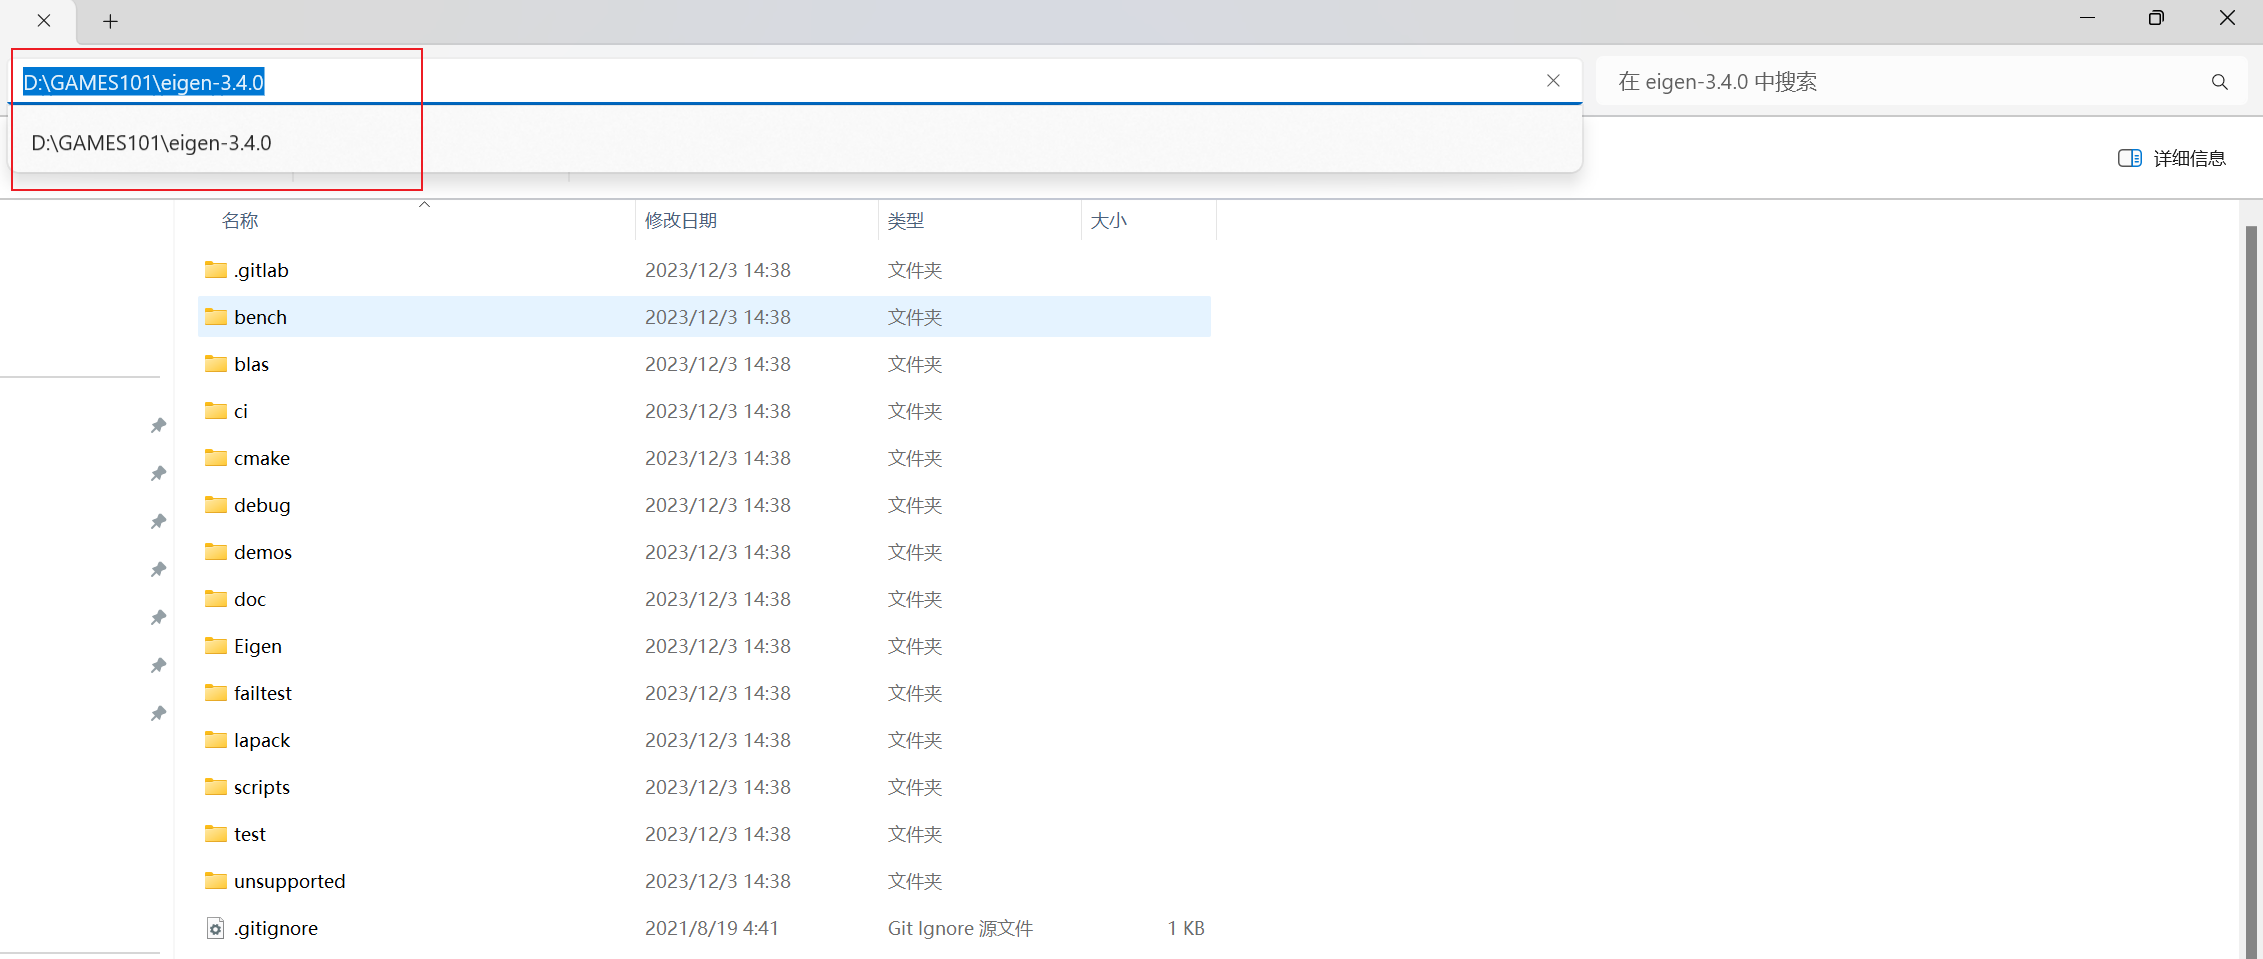 D:\GAMES101\eigen-3.4.0
在 eigen-3.4.0 中搜索
D:\GAMES101\eigen-3.4.0
详细信息
名称 修改日期 类型 大小
.gitlab 2023/12/3 14:38 文件夹
bench 2023/12/3 14:38 文件夹
blas 2023/12/3 14:38 文件夹
ci 2023/12/3 14:38 文件夹
cmake 2023/12/3 14:38 文件夹
debug 2023/12/3 14:38 文件夹
demos 2023/12/3 14:38 文件夹
doc 2023/12/3 14:38 文件夹
Eigen 2023/12/3 14:38 文件夹
failtest 2023/12/3 14:38 文件夹
lapack 2023/12/3 14:38 文件夹
scripts 2023/12/3 14:38 文件夹
test 2023/12/3 14:38 文件夹
unsupported 2023/12/3 14:38 文件夹
.gitignore 2021/8/19 4:41 Git Ignore 源文件 1 KB